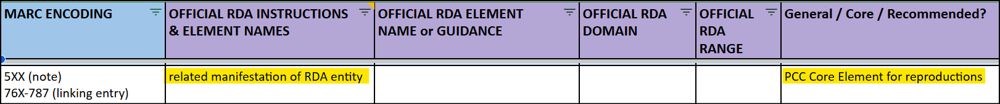 MARC ENCODING
OFFICIAL RDA INSTRUCTIONS
& ELEMENT NAMES
OFFICIAL RDA ELEMENT
NAME or GUIDANCE
OFFICIAL RDA
DOMAIN
OFFICIAL
RDA
RANGE
General / Core / Recommended?
5XX (note)
76X-787 (linking entry)
related manifestation of RDA entity
PCC Core Element for reproductions